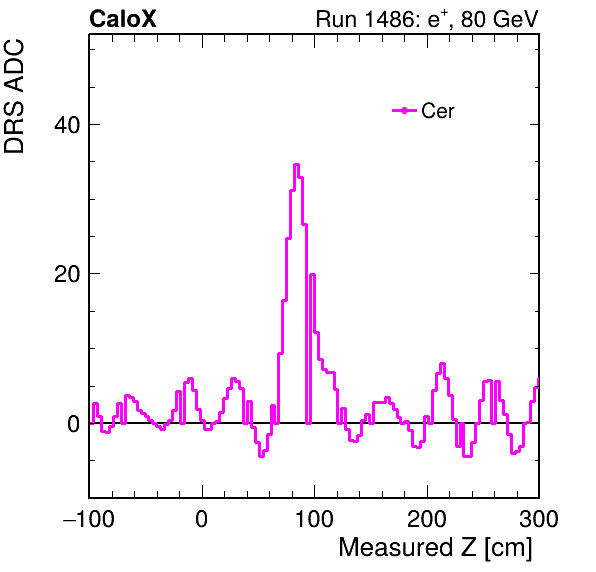 CaloX Run 1486: e⁺, 80 GeV
DRS ADC
Cer
40
20
0
−100 0 100 200 300
Measured Z [cm]